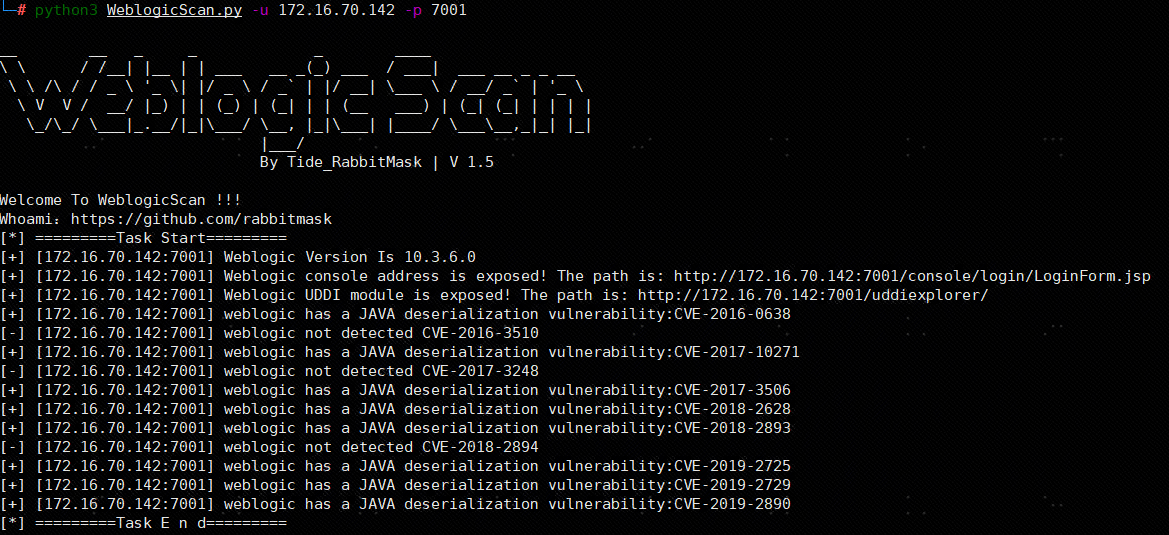 └─# python3 WeblogicScan.py -u 172.16.70.142 -p 7001
Weblogic Scan
By Tide_RabbitMask | V 1.5
Welcome To WeblogicScan !!!
Whoami：https://github.com/rabbitmask
[*] =========Task Start=========
[+] [172.16.70.142:7001] Weblogic Version Is 10.3.6.0
[+] [172.16.70.142:7001] Weblogic console address is exposed! The path is: http://172.16.70.142:7001/console/login/LoginForm.jsp
[+] [172.16.70.142:7001] Weblogic UDDI module is exposed! The path is: http://172.16.70.142:7001/uddiexplorer/
[+] [172.16.70.142:7001] weblogic has a JAVA deserialization vulnerability:CVE-2016-0638
[-] [172.16.70.142:7001] weblogic not detected CVE-2016-3510
[+] [172.16.70.142:7001] weblogic has a JAVA deserialization vulnerability:CVE-2017-10271
[-] [172.16.70.142:7001] weblogic not detected CVE-2017-3248
[+] [172.16.70.142:7001] weblogic has a JAVA deserialization vulnerability:CVE-2017-3506
[+] [172.16.70.142:7001] weblogic has a JAVA deserialization vulnerability:CVE-2018-2628
[+] [172.16.70.142:7001] weblogic has a JAVA deserialization vulnerability:CVE-2018-2893
[-] [172.16.70.142:7001] weblogic not detected CVE-2018-2894
[+] [172.16.70.142:7001] weblogic has a JAVA deserialization vulnerability:CVE-2019-2725
[+] [172.16.70.142:7001] weblogic has a JAVA deserialization vulnerability:CVE-2019-2729
[+] [172.16.70.142:7001] weblogic has a JAVA deserialization vulnerability:CVE-2019-2890
[*] =========Task E n d=========